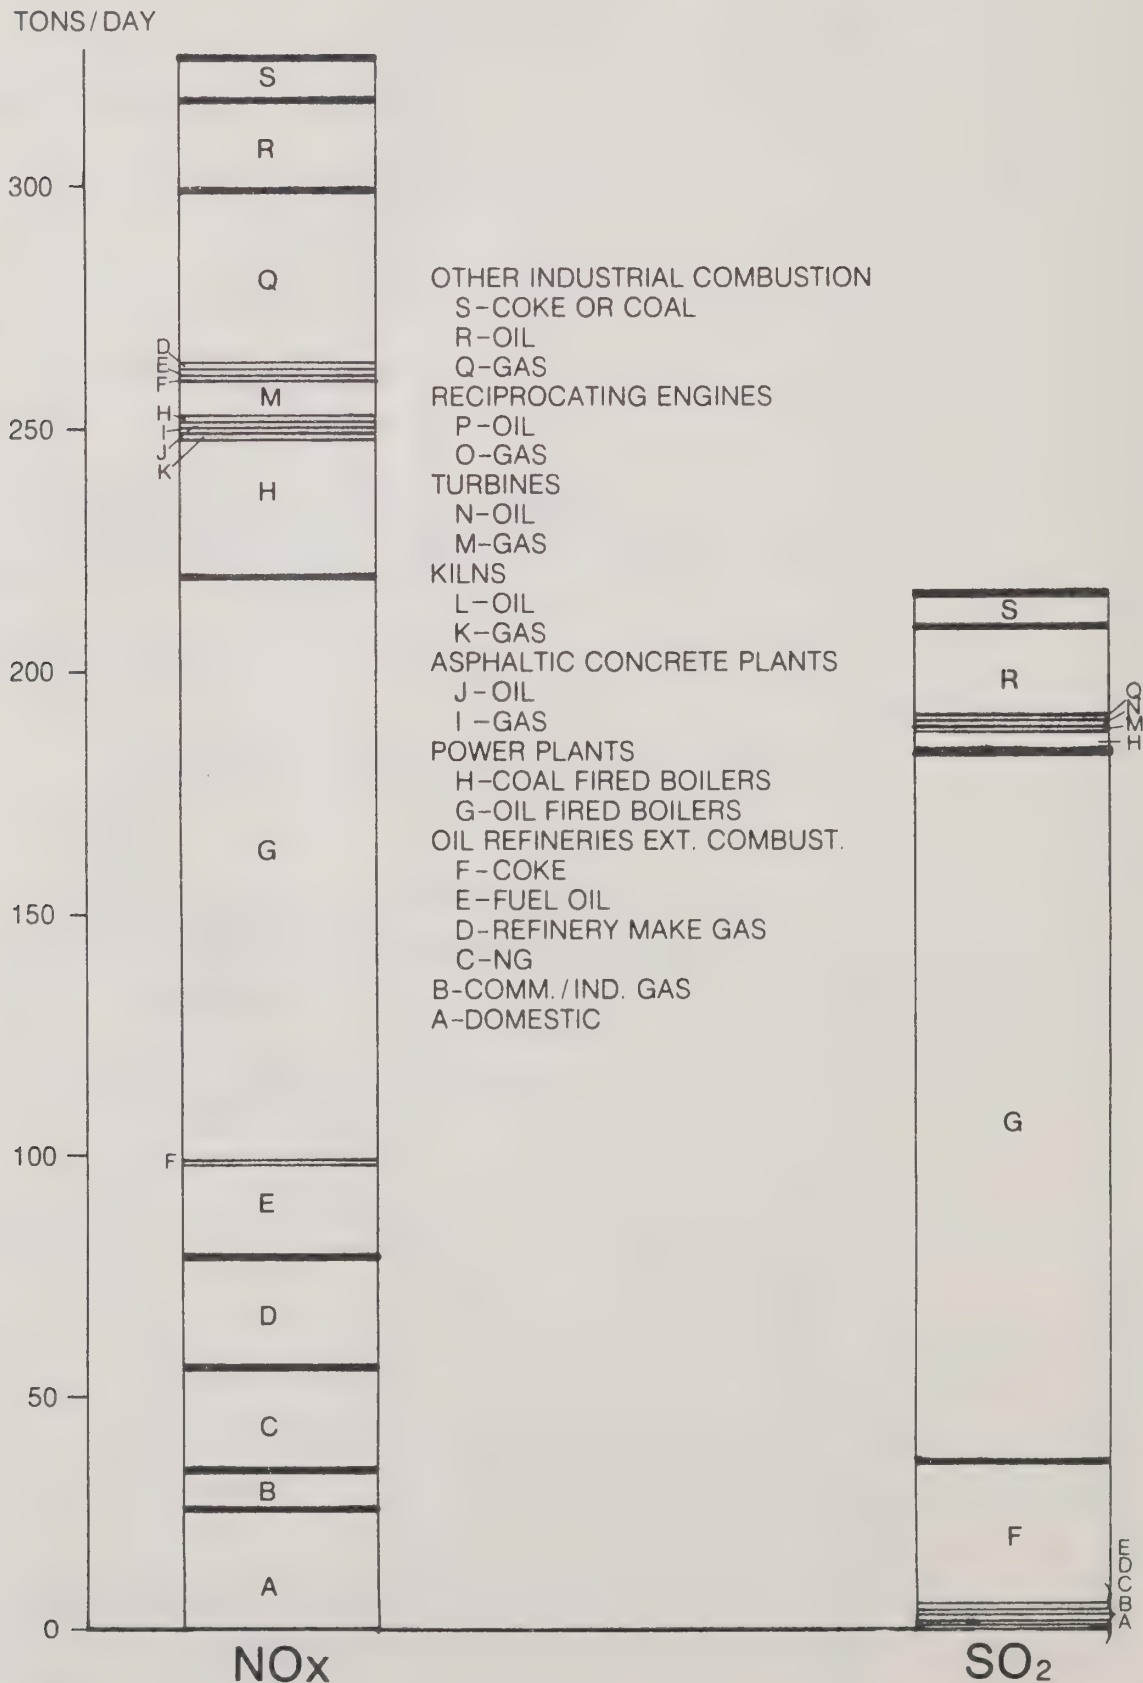 TONS/DAY
300
250
200
150
100
50
0
S
R
Q
D
E
F
M
H
I
J
K
H
G
F
E
D
C
B
A
NOx
OTHER INDUSTRIAL COMBUSTION
S-COKE OR COAL
R-OIL
Q-GAS
RECIPROCATING ENGINES
P-OIL
O-GAS
TURBINES
N-OIL
M-GAS
KILNS
L-OIL
K-GAS
ASPHALTIC CONCRETE PLANTS
J-OIL
I-GAS
POWER PLANTS
H-COAL FIRED BOILERS
G-OIL FIRED BOILERS
OIL REFINERIES EXT. COMBUST.
F-COKE
E-FUEL OIL
D-REFINERY MAKE GAS
C-NG
B-COMM./IND. GAS
A-DOMESTIC
S
R
Q
N
M
H
G
F
E
D
C
B
A
SO₂